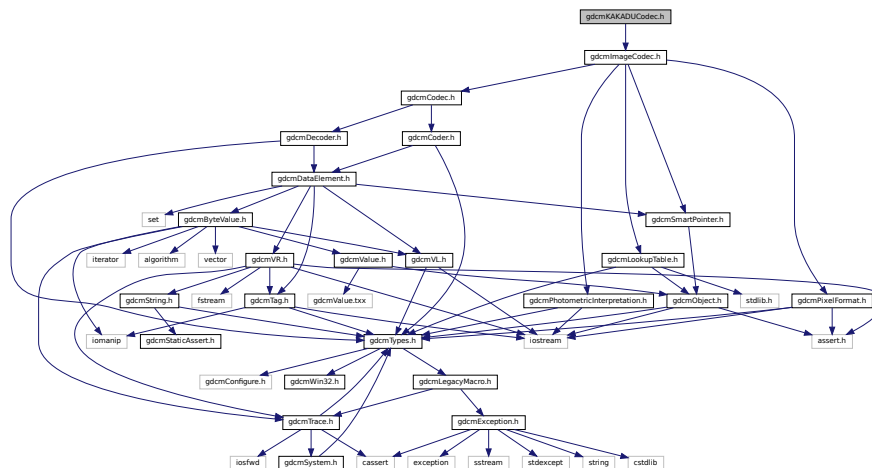 gdcmKAKADUCodec.h
gdcmImageCodec.h
gdcmCodec.h
gdcmDecoder.h
gdcmCoder.h
gdcmDataElement.h
set
gdcmByteValue.h
gdcmSmartPointer.h
iterator
algorithm
vector
gdcmVR.h
gdcmValue.h
gdcmVL.h
gdcmLookupTable.h
gdcmString.h
fstream
gdcmTag.h
gdcmValue.txx
gdcmPhotometricInterpretation.h
gdcmObject.h
stdlib.h
gdcmPixelFormat.h
iomanip
gdcmStaticAssert.h
gdcmTypes.h
iostream
assert.h
gdcmConfigure.h
gdcmWin32.h
gdcmLegacyMacro.h
gdcmTrace.h
gdcmException.h
iosfwd
gdcmSystem.h
cassert
exception
sstream
stdexcept
string
cstdlib